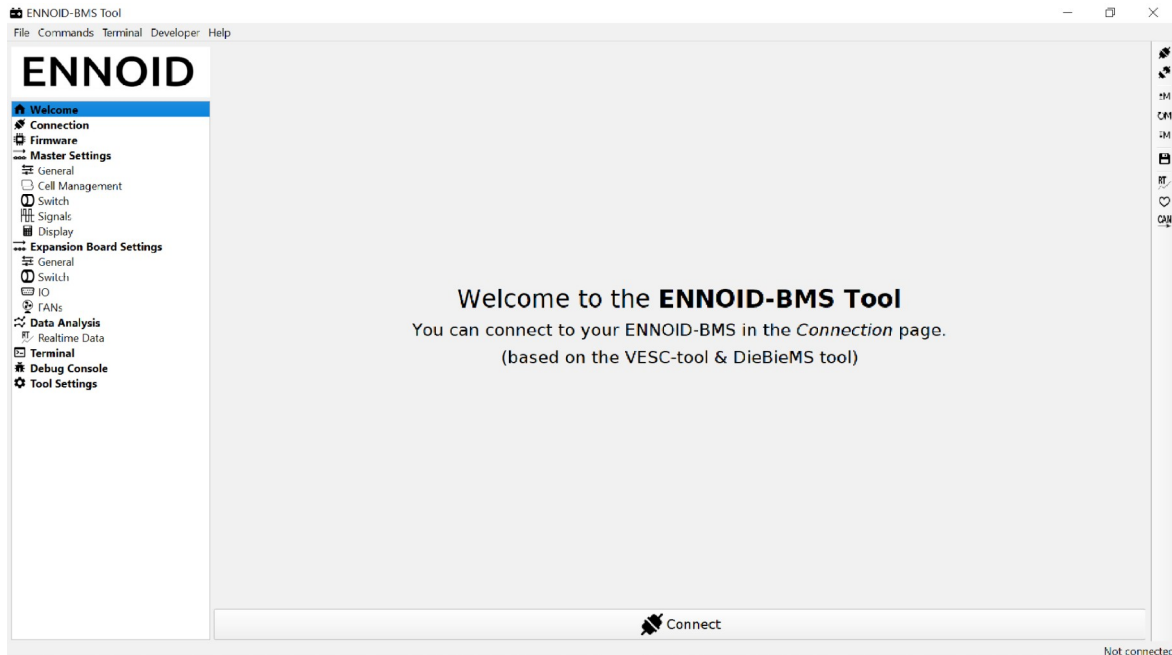 ENNOID-BMS Tool
File Commands Terminal Developer Help
ENNOID
Welcome
Connection
Firmware
Master Settings
General
Cell Management
Switch
Signals
Display
Expansion Board Settings
General
Switch
IO
FANs
Data Analysis
RT Realtime Data
Terminal
Debug Console
Tool Settings
Welcome to the ENNOID-BMS Tool
You can connect to your ENNOID-BMS in the Connection page.
(based on the VESC-tool & DieBieMS tool)
Connect
RT
CAN
Not connected